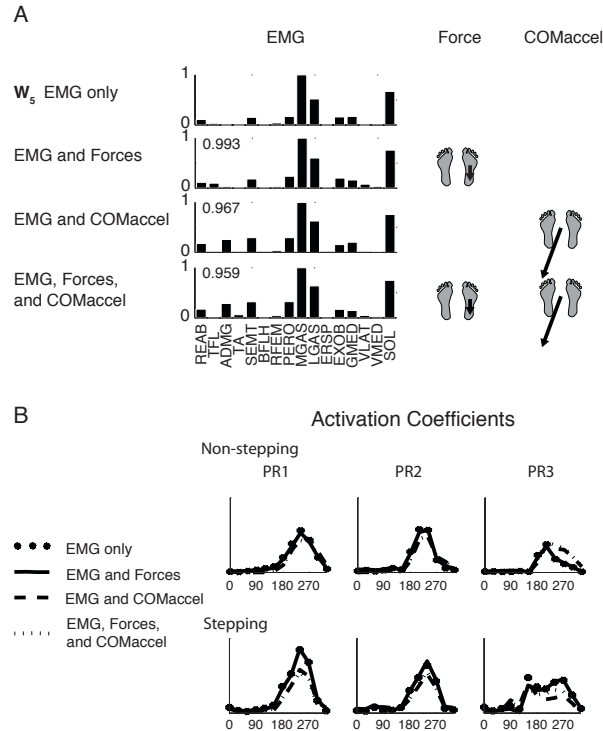 A
EMG Force COMaccel
W5 EMG only
1
0
EMG and Forces
1
0.993
0
EMG and COMaccel
1
0.967
0
EMG, Forces,
and COMaccel
1
0.959
0
REAB TFL ADMG TA SEMT BFLH RFEM PERO MGAS LGAS ERSP EXOB GMED VLAT VMED SOL
B
Activation Coefficients
Non-stepping
PR1 PR2 PR3
EMG only
EMG and Forces
EMG and COMaccel
EMG, Forces,
and COMaccel
0 90 180 270 0 90 180 270 0 90 180 270
Stepping
0 90 180 270 0 90 180 270 0 90 180 270